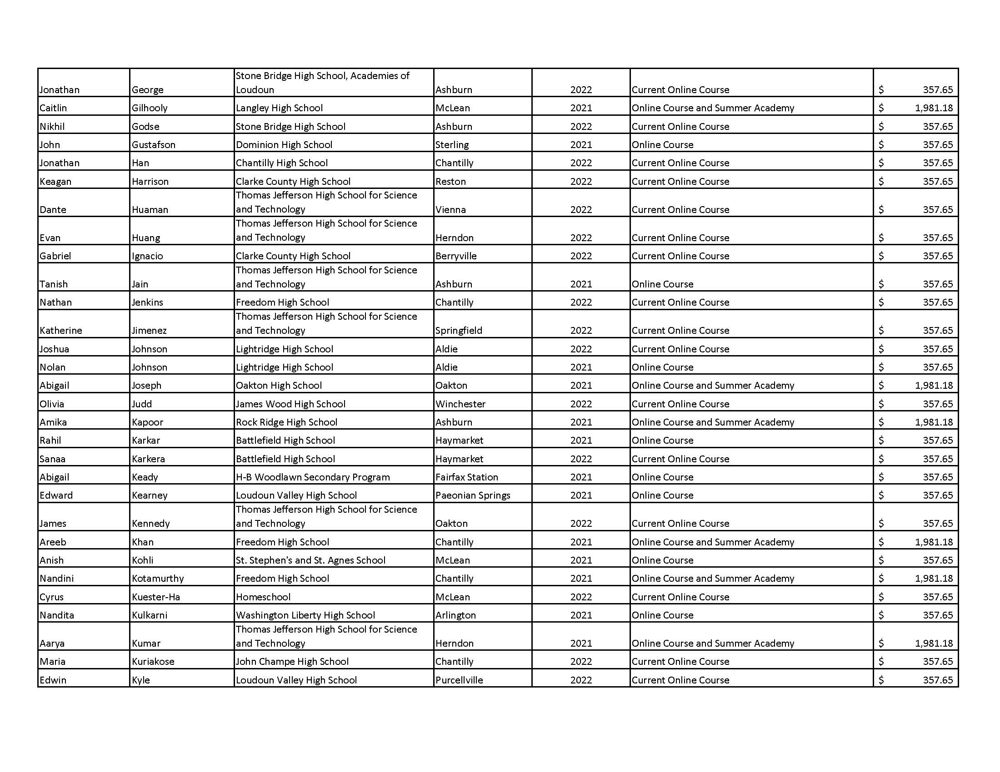 Jonathan George Stone Bridge High School, Academies of
Loudoun Ashburn 2022 Current Online Course $ 357.65
Caitlin Gilhooly Langley High School McLean 2021 Online Course and Summer Academy $ 1,981.18
Nikhil Godse Stone Bridge High School Ashburn 2022 Current Online Course $ 357.65
John Gustafson Dominion High School Sterling 2021 Online Course $ 357.65
Jonathan Han Chantilly High School Chantilly 2022 Current Online Course $ 357.65
Keagan Harrison Clarke County High School Reston 2022 Current Online Course $ 357.65
Dante Huaman Thomas Jefferson High School for Science
and Technology Vienna 2022 Current Online Course $ 357.65
Evan Huang Thomas Jefferson High School for Science
and Technology Herndon 2022 Current Online Course $ 357.65
Gabriel Ignacio Clarke County High School Berryville 2022 Current Online Course $ 357.65
Tanish Jain Thomas Jefferson High School for Science
and Technology Ashburn 2021 Online Course $ 357.65
Nathan Jenkins Freedom High School Chantilly 2022 Current Online Course $ 357.65
Katherine Jimenez Thomas Jefferson High School for Science
and Technology Springfield 2022 Current Online Course $ 357.65
Joshua Johnson Lightridge High School Aldie 2022 Current Online Course $ 357.65
Nolan Johnson Lightridge High School Aldie 2021 Online Course $ 357.65
Abigail Joseph Oakton High School Oakton 2021 Online Course and Summer Academy $ 1,981.18
Olivia Judd James Wood High School Winchester 2022 Current Online Course $ 357.65
Amika Kapoor Rock Ridge High School Ashburn 2021 Online Course and Summer Academy $ 1,981.18
Rahil Karkar Battlefield High School Haymarket 2021 Online Course $ 357.65
Sanaa Karkera Battlefield High School Haymarket 2022 Current Online Course $ 357.65
Abigail Keady H-B Woodlawn Secondary Program Fairfax Station 2021 Online Course $ 357.65
Edward Kearney Loudoun Valley High School Paeonian Springs 2021 Online Course $ 357.65
James Kennedy Thomas Jefferson High School for Science
and Technology Oakton 2022 Current Online Course $ 357.65
Areeb Khan Freedom High School Chantilly 2021 Online Course and Summer Academy $ 1,981.18
Anish Kohli St. Stephen's and St. Agnes School McLean 2021 Online Course $ 357.65
Nandini Kotamurthy Freedom High School Chantilly 2021 Online Course and Summer Academy $ 1,981.18
Cyrus Kuester-Ha Homeschool McLean 2022 Current Online Course $ 357.65
Nandita Kulkarni Washington Liberty High School Arlington 2021 Online Course $ 357.65
Aarya Kumar Thomas Jefferson High School for Science
and Technology Herndon 2021 Online Course and Summer Academy $ 1,981.18
Maria Kuriakose John Champe High School Chantilly 2022 Current Online Course $ 357.65
Edwin Kyle Loudoun Valley High School Purcellville 2022 Current Online Course $ 357.65